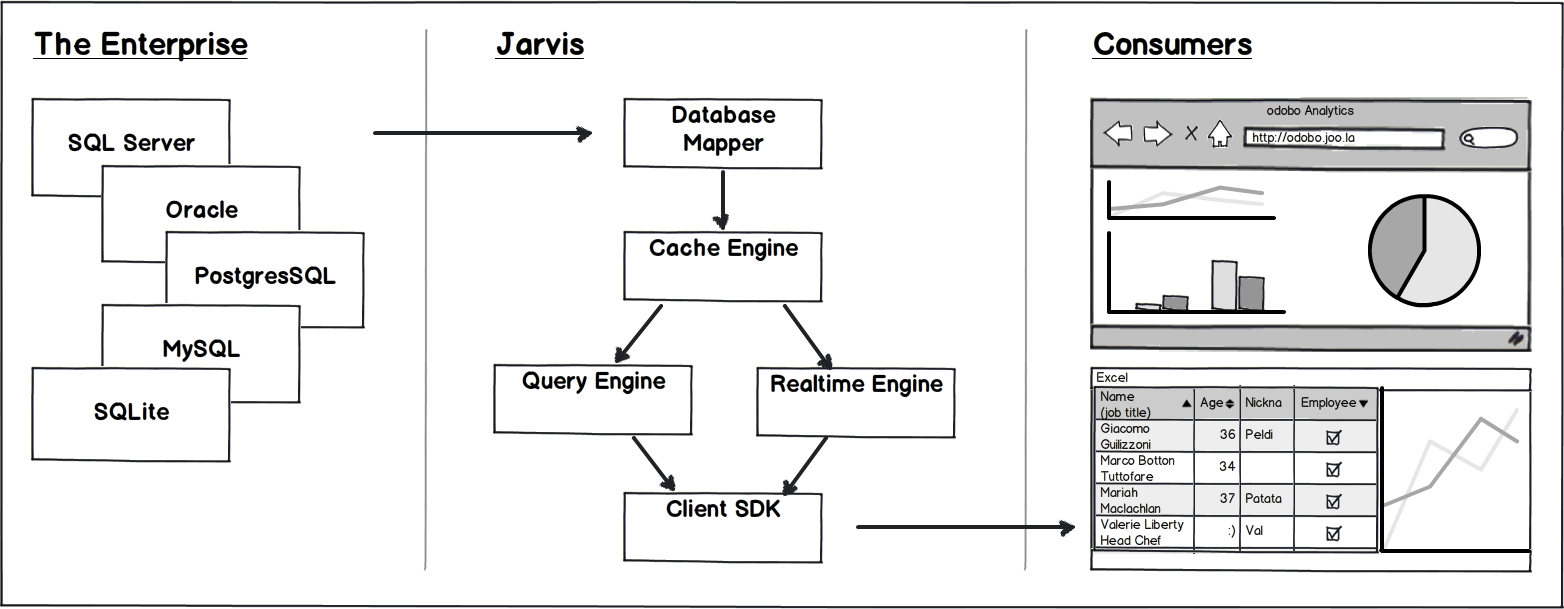 The Enterprise
SQL Server
Oracle
PostgresSQL
MySQL
SQLite
Jarvis
Database
Mapper
Cache Engine
Query Engine
Realtime Engine
Client SDK
Consumers
odobo Analytics
http://odobo.joo.la
Excel
Name
(job title)
Age
Nickna
Employee
Giacomo
Guilizzoni
36
Peldi
Marco Botton
Tuttofare
34
Mariah
Maclachlan
37
Patata
Valerie Liberty
Head Chef
:)
Val